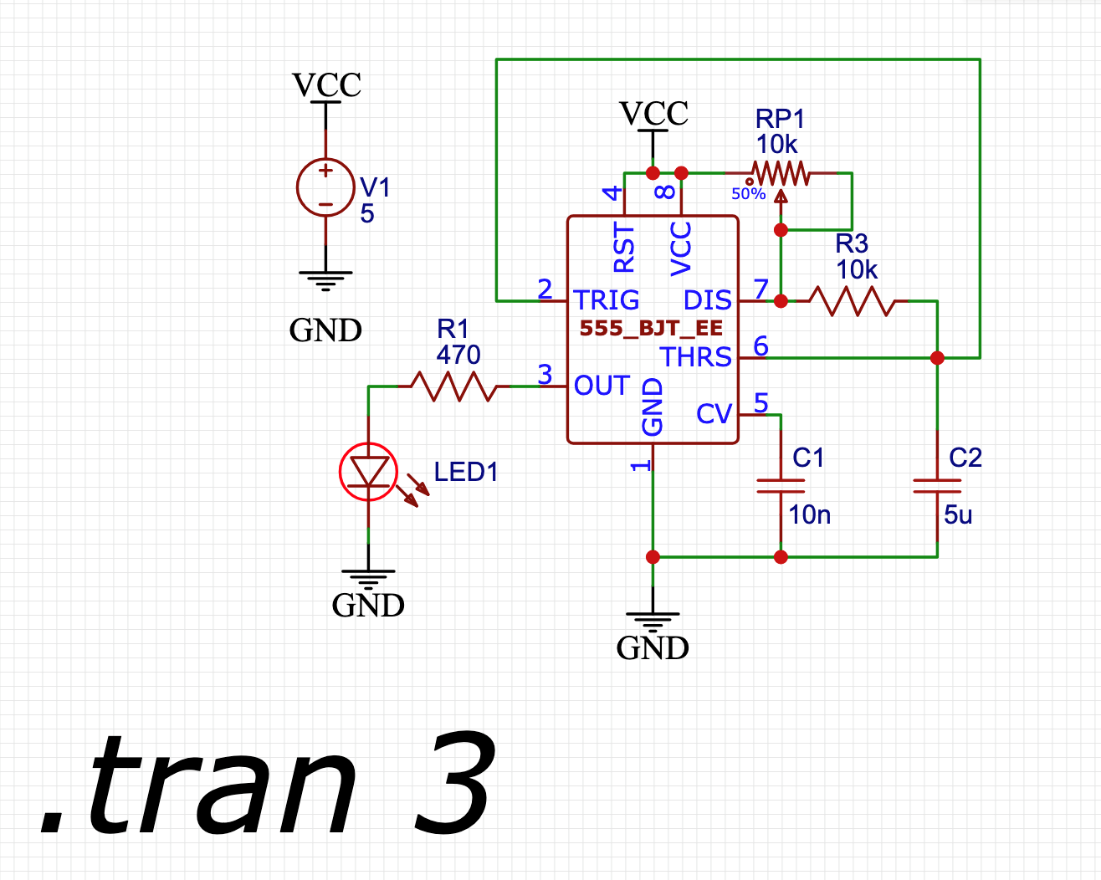 VCC
V1
5
GND
VCC
RP1
10k
50%
4
8
RST
VCC
R3
10k
2
TRIG
DIS
7
555_BJT_EE
THRS
6
R1
470
3
OUT
GND
CV
5
1
LED1
C1
10n
C2
5u
GND
GND
.tran 3